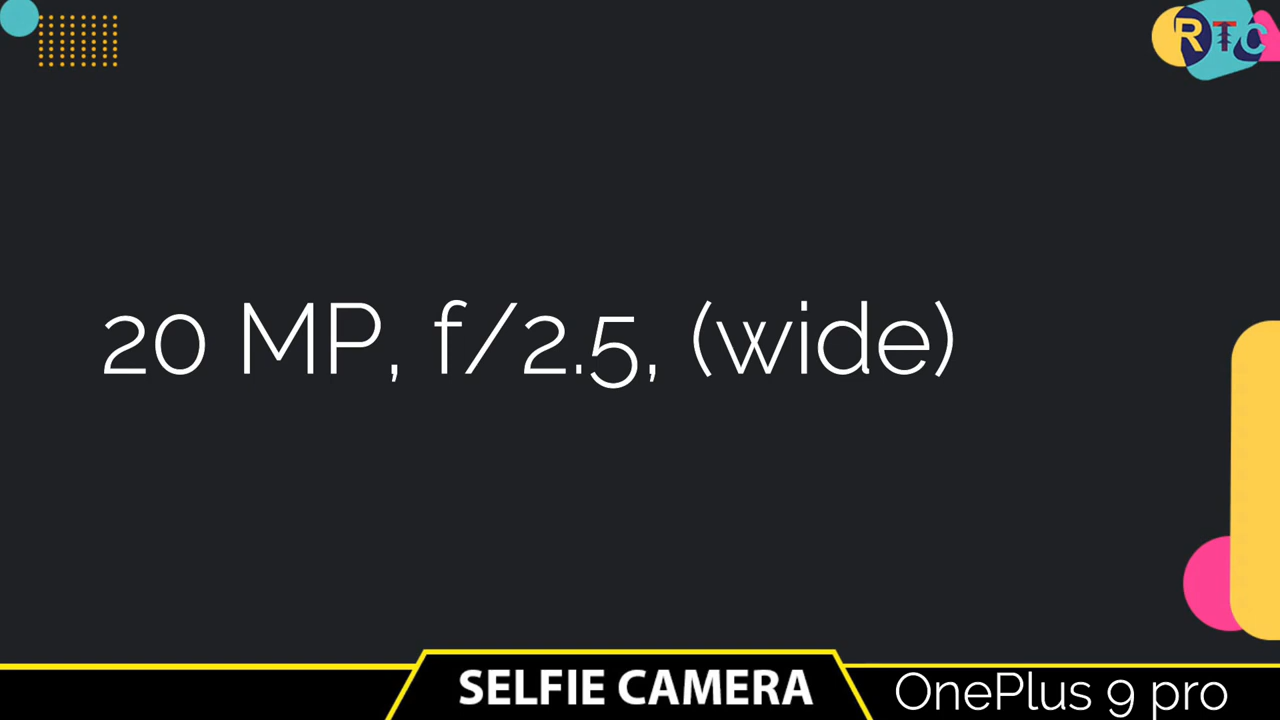 RTC
20 MP, f/2.5, (wide)
SELFIE CAMERA
OnePlus 9 pro